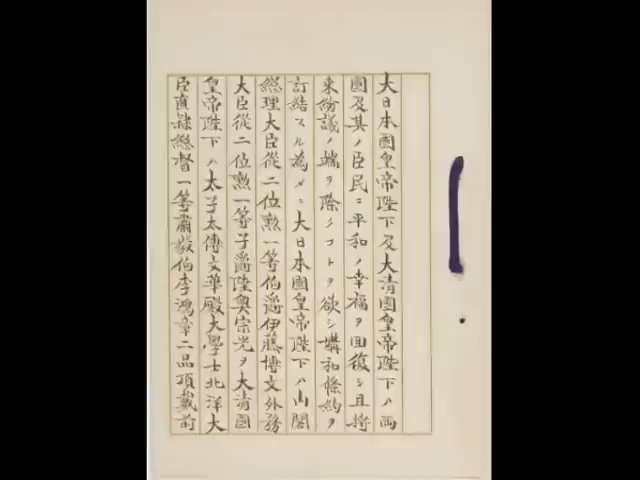 大日本國皇帝陛下及大清國皇帝陛下ハ兩
國及其ノ臣民ニ平和ノ幸福ヲ回復シ且將
來紛議ノ端ヲ除クコトヲ欲シ媾和條約ヲ
訂結スル為メニ大日本國皇帝陛下ハ內閣
總理大臣從二位勲一等伯爵伊藤博文外務
大臣從二位勲一等子爵陸奥宗光ヲ大清國
皇帝陛下ハ太子太傅文華殿大學士北洋大
臣直隸總督一等肅毅伯李鴻章二品頂戴前